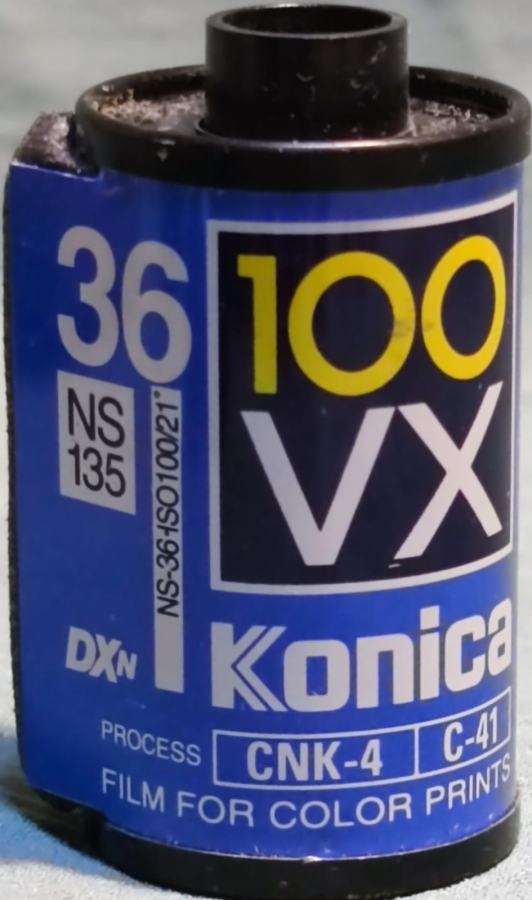 36
100
VX
NS
135
NS-36-ISO100/21°
DXN
Konica
PROCESS CNK-4 C-41
FILM FOR COLOR PRINTS